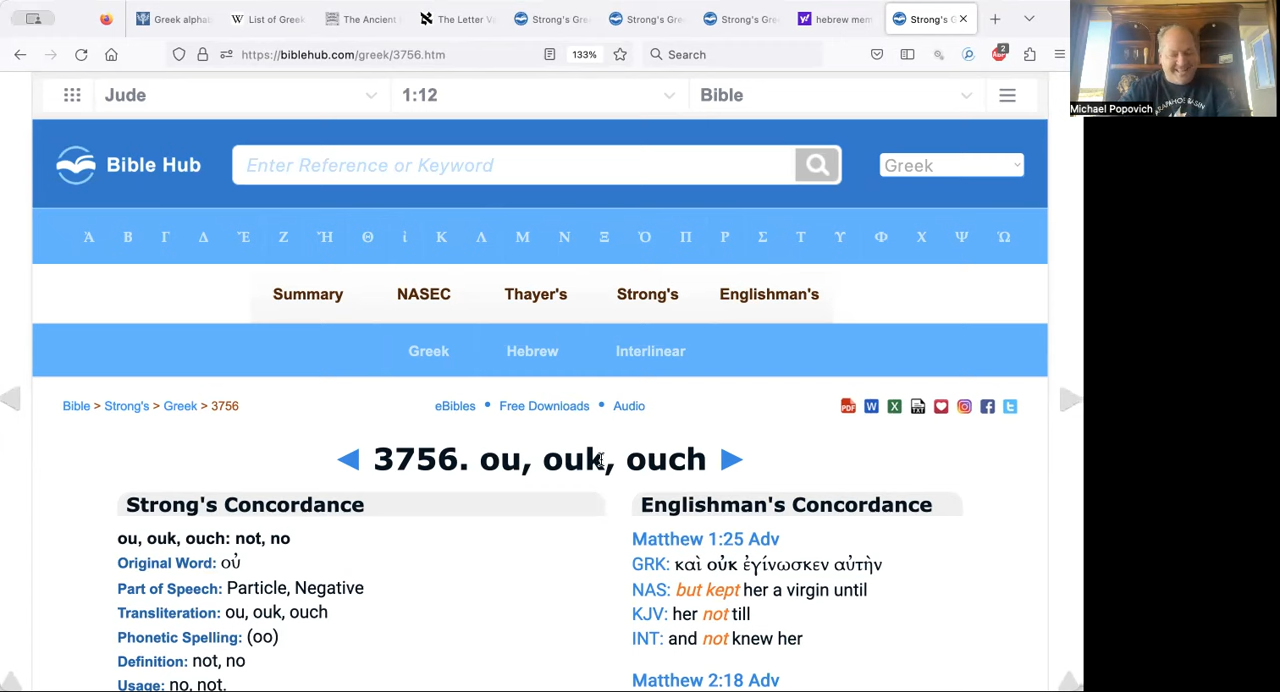 Greek alphab
List of Greek
The Ancient
The Letter V
Strong's Gre
Strong's Gre
Strong's Gre
hebrew mem
Strong's G
https://biblehub.com/greek/3756.htm
133%
Search
2
Michael Popovich
Jude
1:12
Bible
Bible Hub
Enter Reference or Keyword
Greek
Ἀ Β Γ Δ Ἐ Ζ Ἡ Θ ἰ Κ Λ Μ Ν Ξ Ὀ Π Ρ Σ Τ Υ Φ Χ Ψ Ὠ
Summary NASEC Thayer's Strong's Englishman's
Greek Hebrew Interlinear
Bible > Strong's > Greek > 3756
eBibles • Free Downloads • Audio
◀ 3756. ou, ouk, ouch ▶
Strong's Concordance
ou, ouk, ouch: not, no
Original Word: οὐ
Part of Speech: Particle, Negative
Transliteration: ou, ouk, ouch
Phonetic Spelling: (oo)
Definition: not, no
Usage: no, not.
Englishman's Concordance
Matthew 1:25 Adv
GRK: καὶ οὐκ ἐγίνωσκεν αὐτὴν
NAS: but kept her a virgin until
KJV: her not till
INT: and not knew her
Matthew 2:18 Adv